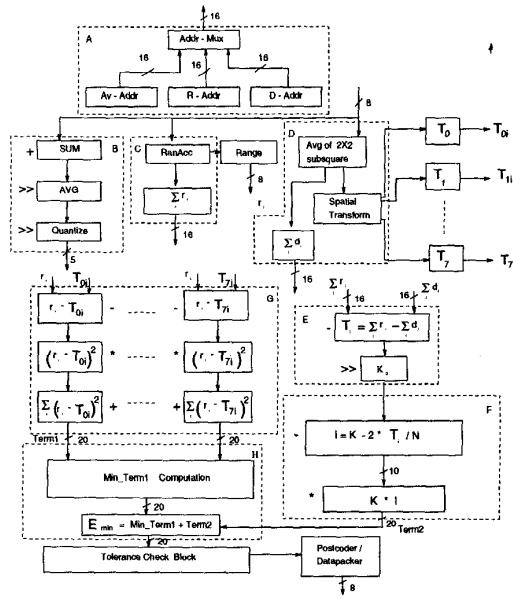 16
A
Addr - Mux
16
16
16
Av - Addr
R - Addr
D - Addr
8
D
B
C
+ SUM
RanAcc
Range
Avg of 2X2 subsquare
T0
T0i
>> AVG
Σ r i
8
r i
Spatial Transform
T1i
>> Quantize
16
Σ d i
T7
T7
5
16
r i
T0i
r i
T7i
G
Σ r i
16
16
Σ d i
E
r i - T0i
-
-
r i - T7i
- T i = Σ r i - Σ d i
(r i - T0i)²
*
*
(r i - T7i)²
>>
F
Σ (r i - T0i)²
+
+
Σ (r i - T7i)²
Term1
20
20
H
- I = K - 2 * T i / N
10
Min_Term1 Computation
* K * I
20
20
Term2
E min = Min_Term1 + Term2
20
Tolerance Check Block
Postcoder / Datapacker
8